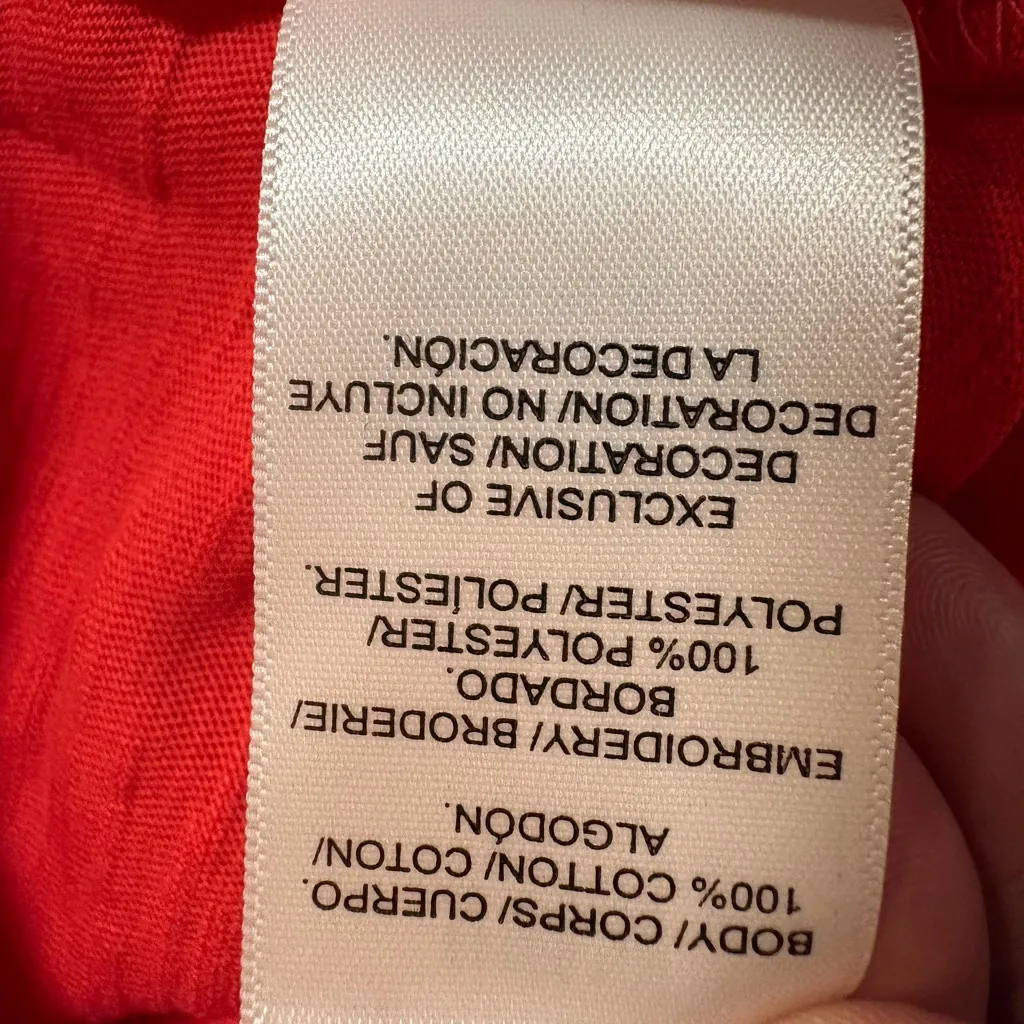 BODY/ CORPS/ CUERPO.
100% COTTON/ COTON/
ALGODÓN.
EMBROIDERY/ BRODERIE/
BORDADO.
100% POLYESTER/
POLYESTER/ POLÍESTER.
EXCLUSIVE OF
DECORATION/ SAUF
DECORATION/ NO INCLUYE
LA DECORACIÓN.